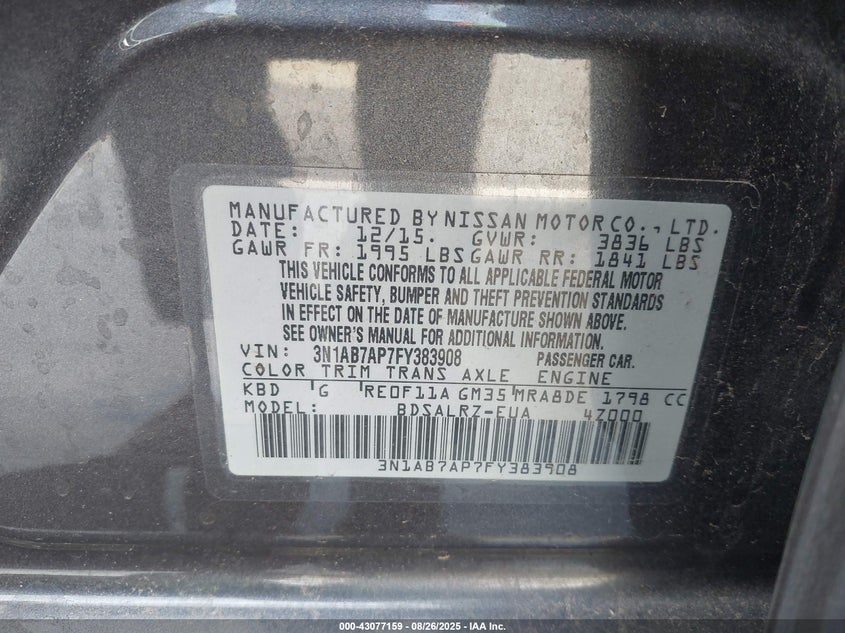 MANUFACTURED BY NISSAN MOTOR CO., LTD.
DATE: 12/15. GVWR: 3836 LBS
GAWR FR: 1995 LBS GAWR RR: 1841 LBS
THIS VEHICLE CONFORMS TO ALL APPLICABLE FEDERAL MOTOR
VEHICLE SAFETY, BUMPER AND THEFT PREVENTION STANDARDS
IN EFFECT ON THE DATE OF MANUFACTURE SHOWN ABOVE.
SEE OWNER'S MANUAL FOR ADDITIONAL INFORMATION.
VIN: 3N1AB7AP7FY383908 PASSENGER CAR.
COLOR TRIM TRANS AXLE ENGINE
KBD G RE0F11A GM35 MRA8DE 1798 CC
MODEL: BDSALRZ-EUA 4Z000
3N1AB7AP7FY383908
000-43077159 - 08/26/2025 - IAA Inc.